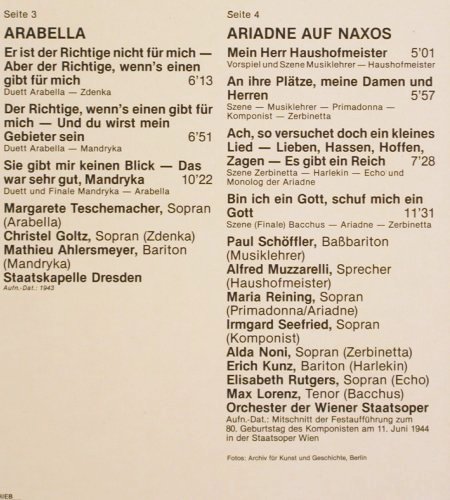 Seite 3
ARABELLA
Er ist der Richtige nicht für mich —
Aber der Richtige, wenn's einen
gibt für mich 6'13
Duett Arabella — Zdenka
Der Richtige, wenn's einen gibt für
mich — Und du wirst mein
Gebieter sein 6'51
Duett Arabella — Mandryka
Sie gibt mir keinen Blick — Das
war sehr gut, Mandryka 10'22
Duett und Finale Mandryka — Arabella
Margarete Teschemacher, Sopran
(Arabella)
Christel Goltz, Sopran (Zdenka)
Mathieu Ahlersmeyer, Bariton
(Mandryka)
Staatskapelle Dresden
Aufn.-Dat.: 1943
Seite 4
ARIADNE AUF NAXOS
Mein Herr Haushofmeister 5'01
Vorspiel und Szene Musiklehrer — Haushofmeister
An ihre Plätze, meine Damen und
Herren 5'57
Szene — Musiklehrer — Primadonna —
Komponist — Zerbinetta
Ach, so versuchet doch ein kleines
Lied — Lieben, Hassen, Hoffen,
Zagen — Es gibt ein Reich 7'28
Szene Zerbinetta — Harlekin — Echo und
Monolog der Ariadne
Bin ich ein Gott, schuf mich ein
Gott 11'31
Szene (Finale) Bacchus — Ariadne — Zerbinetta
Paul Schöffler, Baßbariton
(Musiklehrer)
Alfred Muzzarelli, Sprecher
(Haushofmeister)
Maria Reining, Sopran
(Primadonna/Ariadne)
Irmgard Seefried, Sopran
(Komponist)
Alda Noni, Sopran (Zerbinetta)
Erich Kunz, Bariton (Harlekin)
Elisabeth Rutgers, Sopran (Echo)
Max Lorenz, Tenor (Bacchus)
Orchester der Wiener Staatsoper
Aufn.-Dat.: Mitschnitt der Festaufführung zum
80. Geburtstag des Komponisten am 11. Juni 1944
in der Staatsoper Wien
Fotos: Archiv für Kunst und Geschichte, Berlin